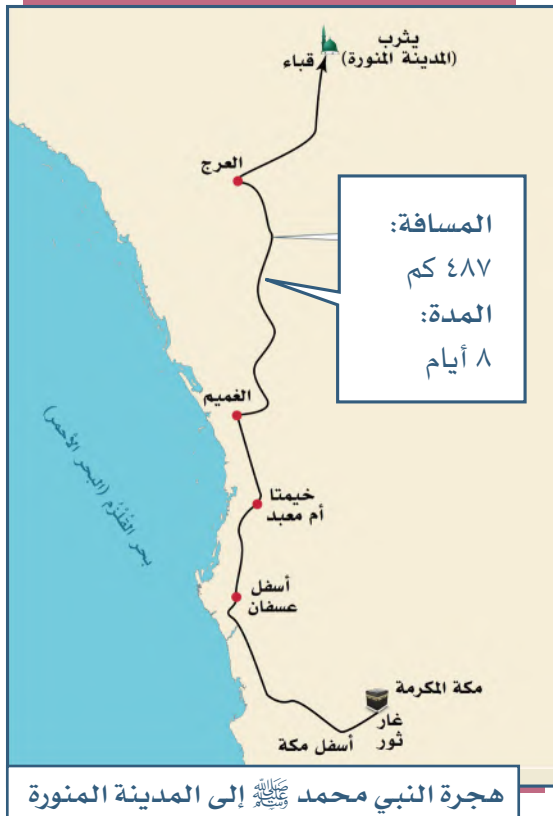 يثرب
(المدينة المنورة) قباء
العرج
المسافة:
٤٨٧ كم
المدة:
٨ أيام
الغميم
بحر القُلْزُم (البحر الأحمر)
خيمتا
أم معبد
أسفل
عسفان
مكة المكرمة
غار
ثور
أسفل مكة
هجرة النبي محمد ﷺ إلى المدينة المنورة